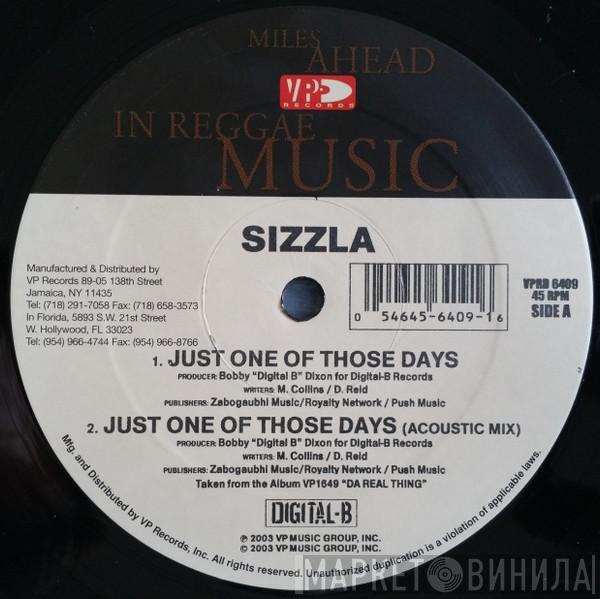 MILES
AHEAD
VP
RECORDS
IN REGGAE
MUSIC
SIZZLA
Manufactured & Distributed by
VP Records 89-05 138th Street
Jamaica, NY 11435
Tel: (718) 291-7058 Fax: (718) 658-3573
In Florida, 5893 S.W. 21st Street
W. Hollywood, FL 33023
Tel: (954) 966-4744 Fax: (954) 966-8766
0 54645-6409-1 6
VPRD 6409
45 RPM
SIDE A
1. JUST ONE OF THOSE DAYS
PRODUCER: Bobby "Digital B" Dixon for Digital-B Records
WRITERS: M. Collins / D. Reid
PUBLISHERS: Zabogaubhi Music/Royalty Network / Push Music
2. JUST ONE OF THOSE DAYS (ACOUSTIC MIX)
PRODUCER: Bobby "Digital B" Dixon for Digital-B Records
WRITERS: M. Collins / D. Reid
PUBLISHERS: Zabogaubhi Music/Royalty Network / Push Music
Taken from the Album VP1649 "DA REAL THING"
DIGITAL-B
℗ 2003 VP MUSIC GROUP, INC.
© 2003 VP MUSIC GROUP, INC.
Mfg. and Distributed by VP Records, Inc. All rights reserved. Unauthorized duplication is a violation of applicable laws.
МАРКЕТ ВИНИЛА